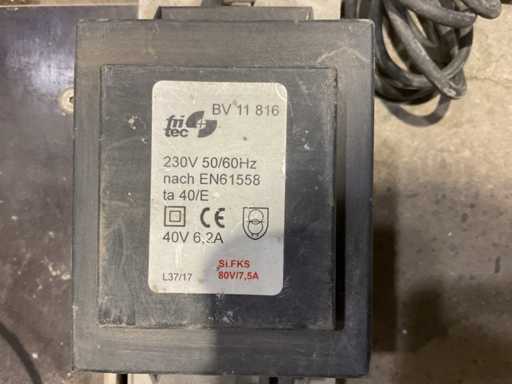 fri
tec
BV 11 816
230V 50/60Hz
nach EN61558
ta 40/E
CE
40V 6,2A
Si.FKS
L37/17
80V/7,5A